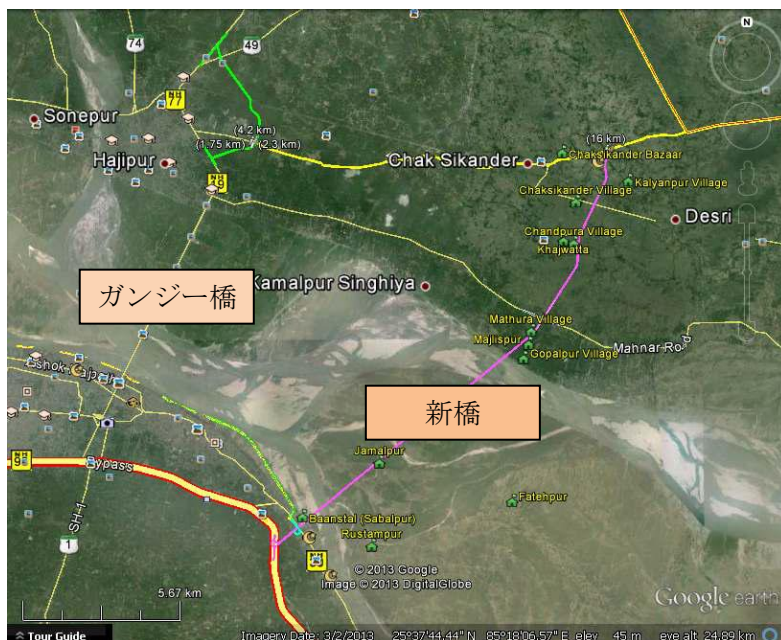 N
74
49
NH
77
Sonepur
(4.2 km)
(1.75 km)
(2.3 km)
(16 km)
Hajipur
Chak Sikander
Chaksikander Bazaar
Kalyanpur Village
Chaksikander Village
Desri
Chandpura Village
Khajwatta
ガンジー橋
Kamalpur Singhiya
Mathura Village
Majlispur
Gopalpur Village
Mahnar Rd
新橋
Jamalpur
Bypass
Fatehpur
SH-1
1
Baanstal (Sabalpur)
Rustampur
© 2013 Google
Image © 2013 DigitalGlobe
5.67 km
Google earth
Tour Guide
Imagery Date: 3/2/2013 25°37'44.44" N 85°18'06.57" E elev 45 m eye alt 24.89 km